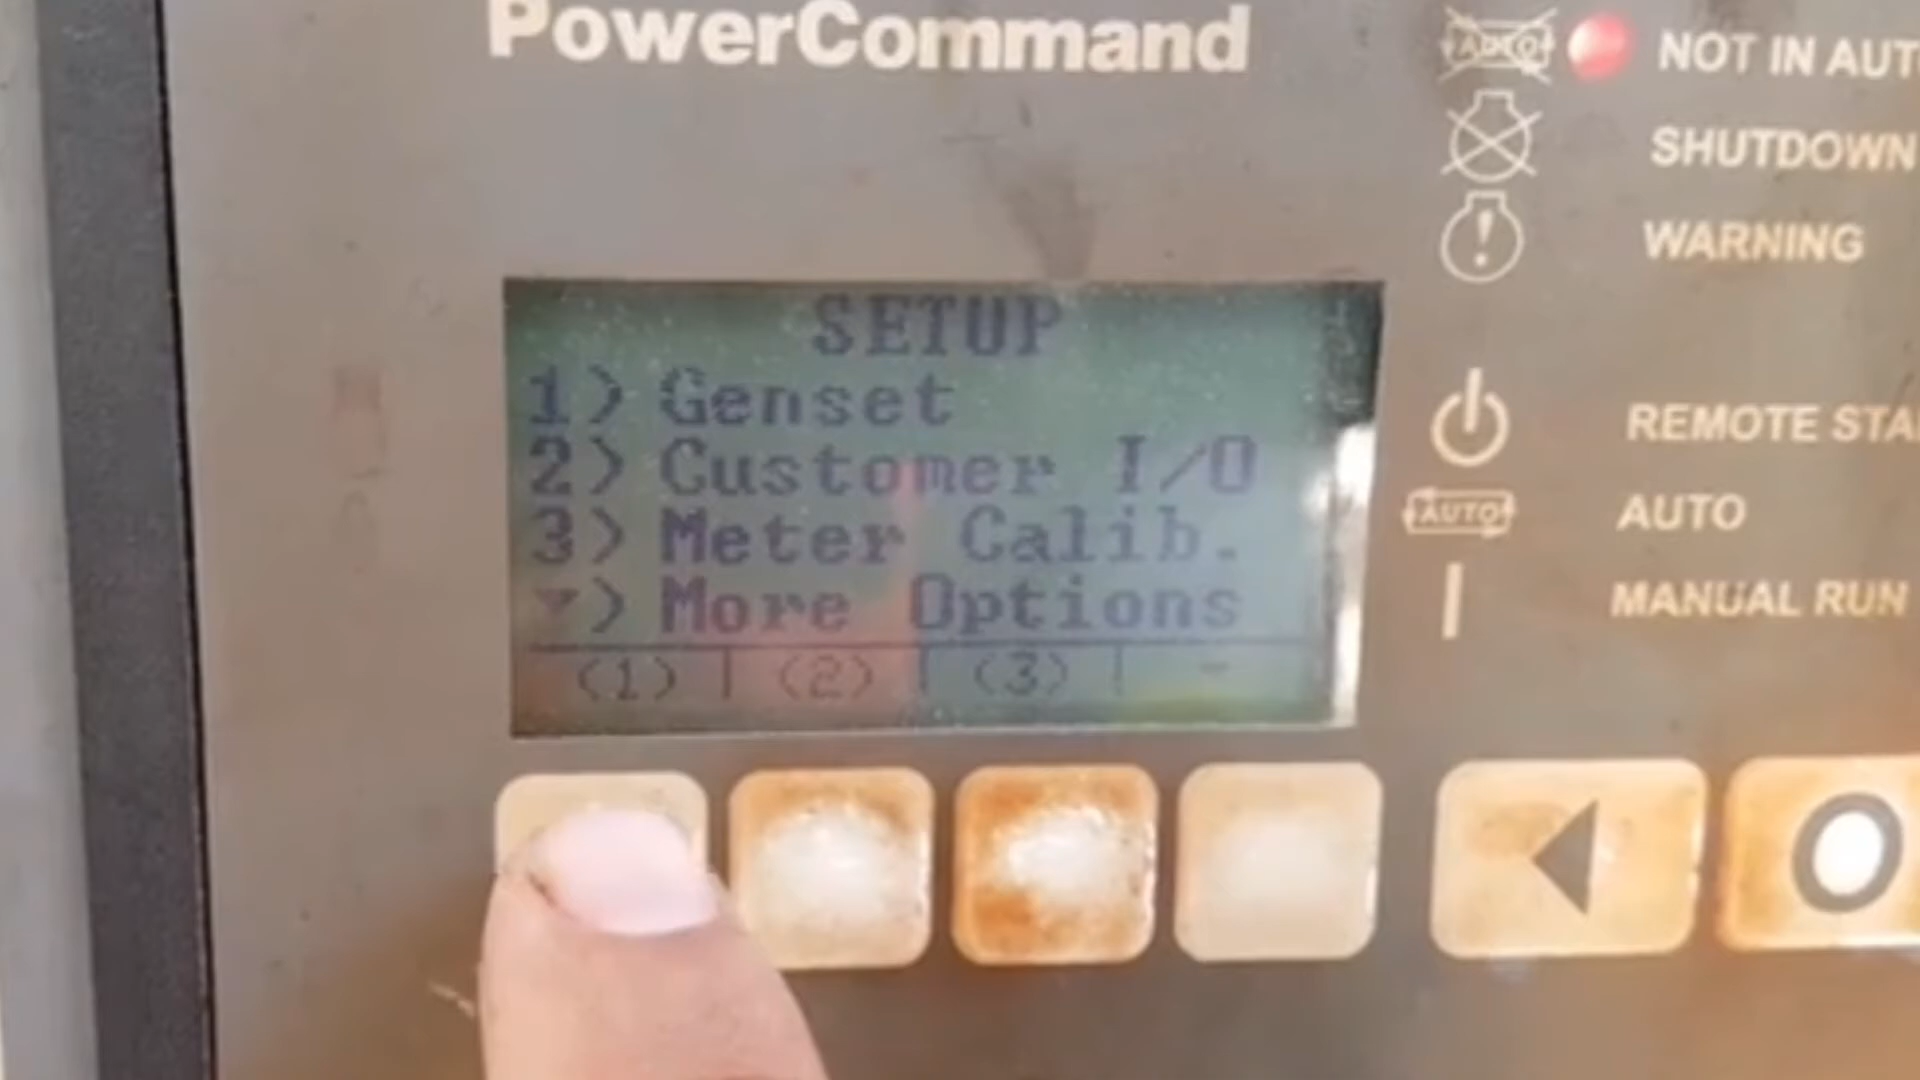 PowerCommand
AUTO
NOT IN AUT
SHUTDOWN
WARNING
SETUP
1) Genset
2) Customer I/O
3) Meter Calib.
▼) More Options
(1) | (2) | (3) |
REMOTE STA
AUTO
AUTO
MANUAL RUN